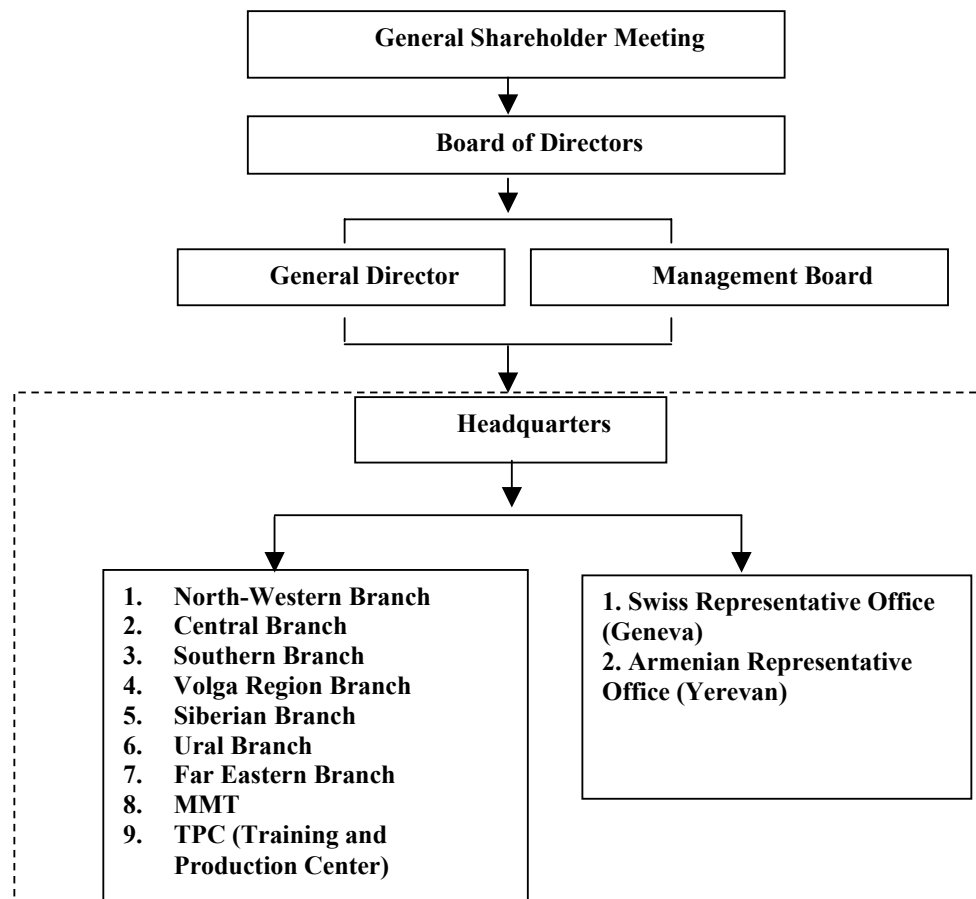 General Shareholder Meeting
Board of Directors
General Director
Management Board
Headquarters
1. North-Western Branch
2. Central Branch
3. Southern Branch
4. Volga Region Branch
5. Siberian Branch
6. Ural Branch
7. Far Eastern Branch
8. MMT
9. TPC (Training and
Production Center)
1. Swiss Representative Office
(Geneva)
2. Armenian Representative
Office (Yerevan)